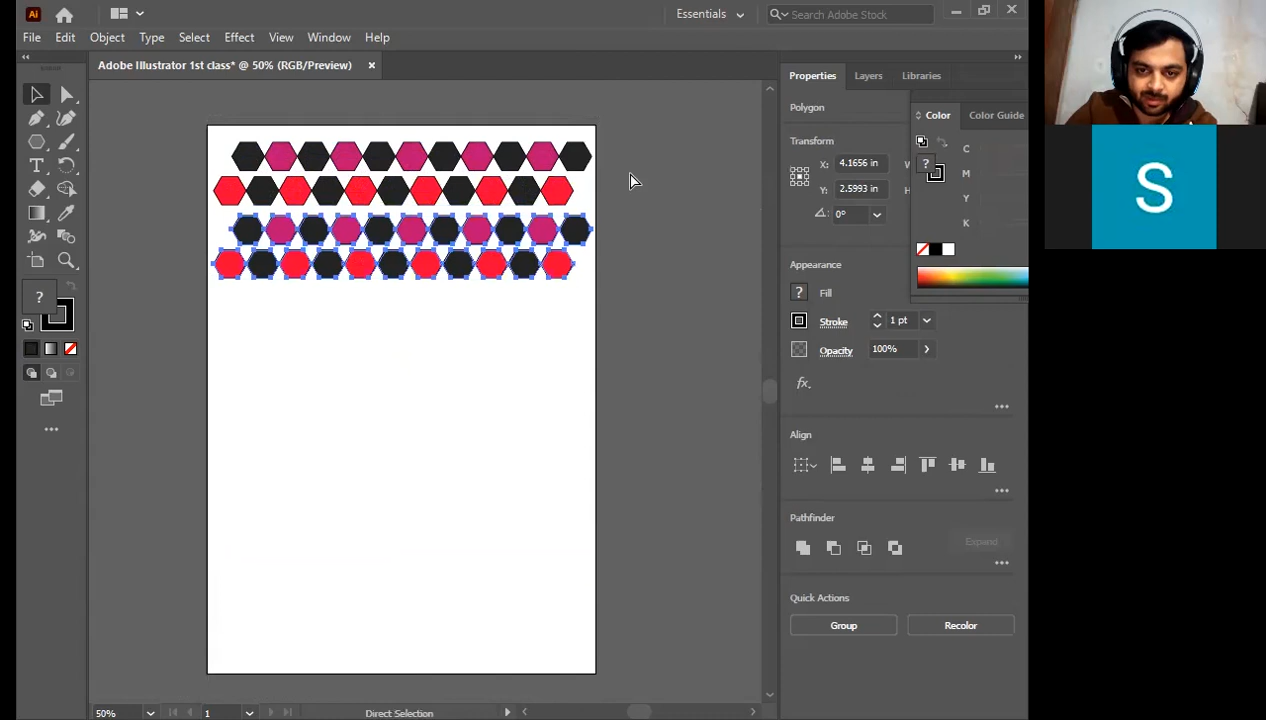 Ai
Essentials
Search Adobe Stock
File Edit Object Type Select Effect View Window Help
Adobe Illustrator 1st class* @ 50% (RGB/Preview) ×
Properties Layers Libraries
Polygon
Color Color Guide
Transform
X: 4.1656 in
Y: 2.5993 in
0°
C
M
Y
K
S
Appearance
? Fill
Stroke 1 pt
Opacity 100%
fx.
Align
Pathfinder
Expand
Quick Actions
Group Recolor
50% 1 Direct Selection